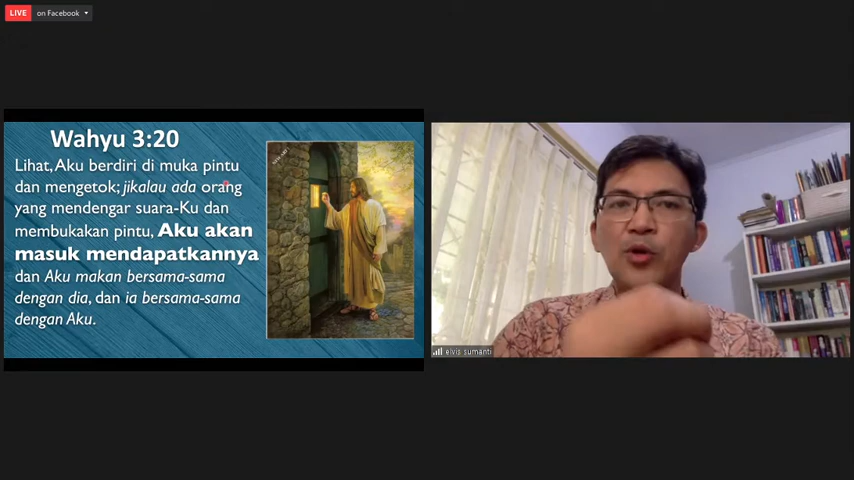 LIVE on Facebook
Wahyu 3:20
Lihat, Aku berdiri di muka pintu
dan mengetok; jikalau ada orang
yang mendengar suara-Ku dan
membukakan pintu, Aku akan
masuk mendapatkannya
dan Aku makan bersama-sama
dengan dia, dan ia bersama-sama
dengan Aku.
elvis sumanti